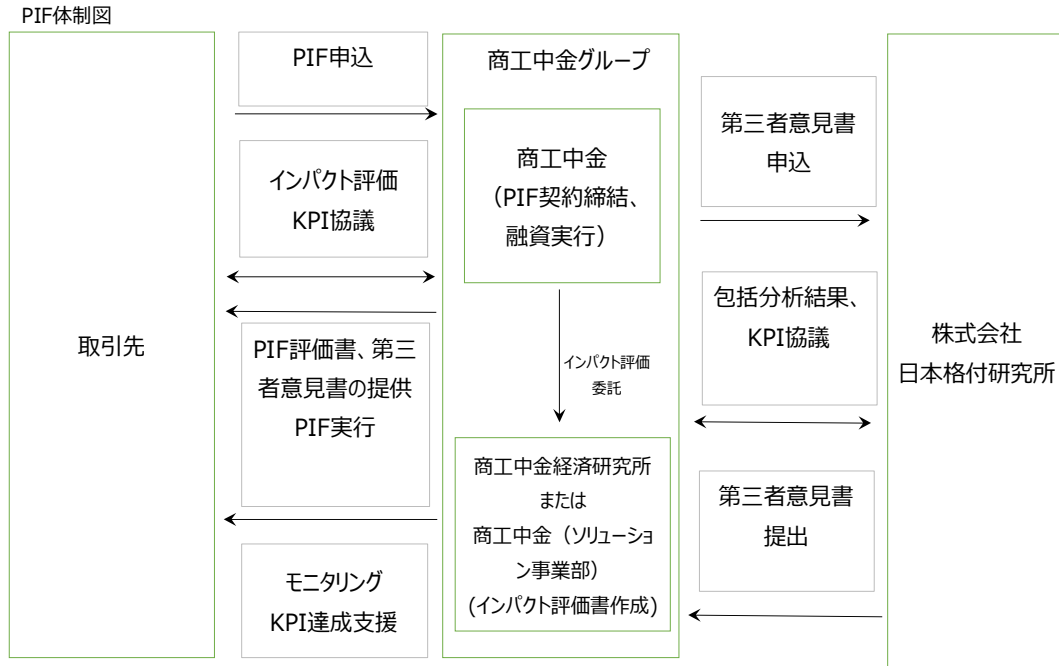 PIF体制図
取引先
PIF申込
インパクト評価
KPI協議
PIF評価書、第三
者意見書の提供
PIF実行
モニタリング
KPI達成支援
商工中金グループ
商工中金
（PIF契約締結、
融資実行）
インパクト評価
委託
商工中金経済研究所
または
商工中金（ソリューショ
ン事業部）
(インパクト評価書作成)
第三者意見書
申込
包括分析結果、
KPI協議
第三者意見書
提出
株式会社
日本格付研究所